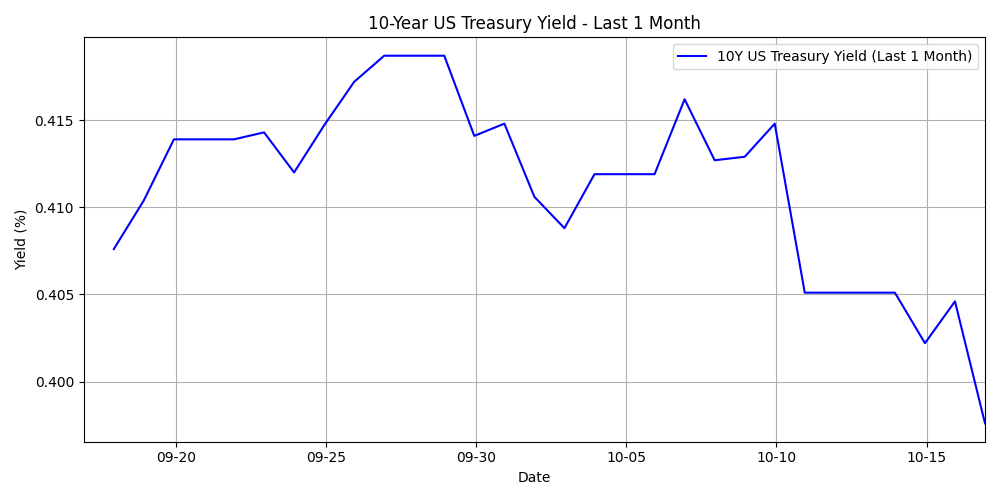 10-Year US Treasury Yield - Last 1 Month
10Y US Treasury Yield (Last 1 Month)
Yield (%)
0.415
0.410
0.405
0.400
09-20
09-25
09-30
10-05
10-10
10-15
Date